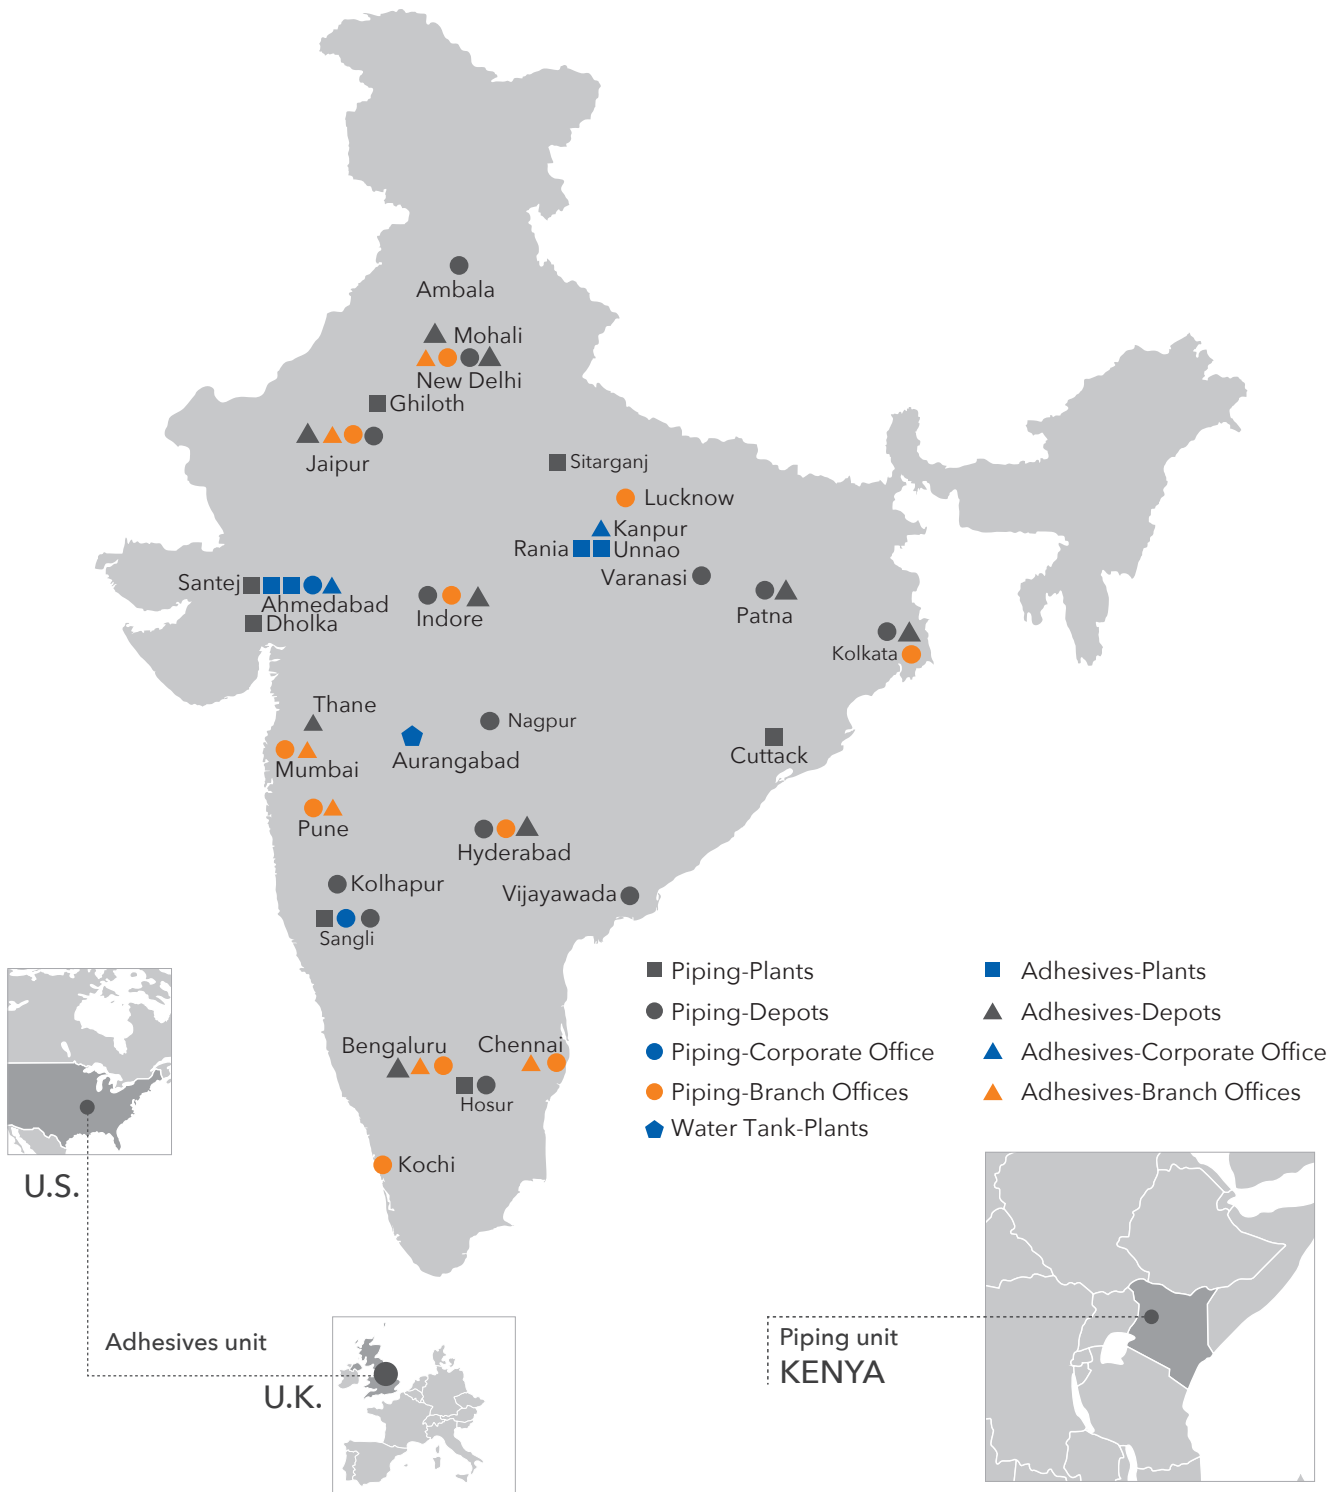 Ambala
Mohali
New Delhi
Ghiloth
Jaipur
Sitarganj
Lucknow
Kanpur
Rania
Unnao
Varanasi
Santej
Ahmedabad
Dholka
Indore
Patna
Kolkata
Thane
Nagpur
Mumbai
Aurangabad
Cuttack
Pune
Hyderabad
Kolhapur
Vijayawada
Sangli
Bengaluru
Chennai
Hosur
Kochi
Piping-Plants
Piping-Depots
Piping-Corporate Office
Piping-Branch Offices
Water Tank-Plants
Adhesives-Plants
Adhesives-Depots
Adhesives-Corporate Office
Adhesives-Branch Offices
U.S.
Adhesives unit
U.K.
Piping unit
KENYA